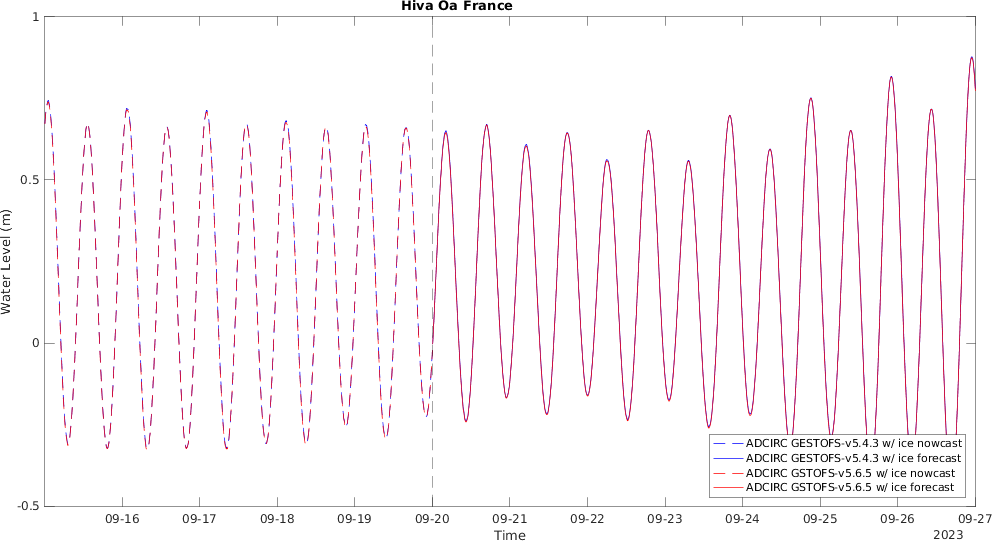 Hiva Oa France
1
0.5
0
-0.5
Water Level (m)
ADCIRC GESTOFS-v5.4.3 w/ ice nowcast
ADCIRC GESTOFS-v5.4.3 w/ ice forecast
ADCIRC GSTOFS-v5.6.5 w/ ice nowcast
ADCIRC GSTOFS-v5.6.5 w/ ice forecast
09-16 09-17 09-18 09-19 09-20 09-21 09-22 09-23 09-24 09-25 09-26 09-27
Time
2023